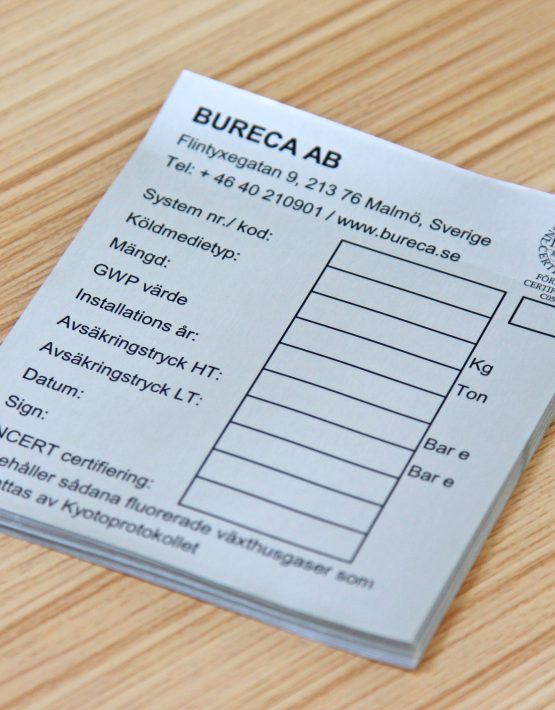 BURECA AB
Flintyxegatan 9, 213 76 Malmö, Sverige
Tel: + 46 40 210901 / www.bureca.se
System nr./ kod:
Köldmedietyp:
Mängd:
Kg
GWP värde
Ton
Installations år:
Avsäkringstryck HT:
Bar e
Avsäkringstryck LT:
Bar e
Datum:
Sign:
NCERT certifiering:
ehåller sådana fluorerade växthusgaser som
ttas av Kyotoprotokollet
FÖR
CERTIF